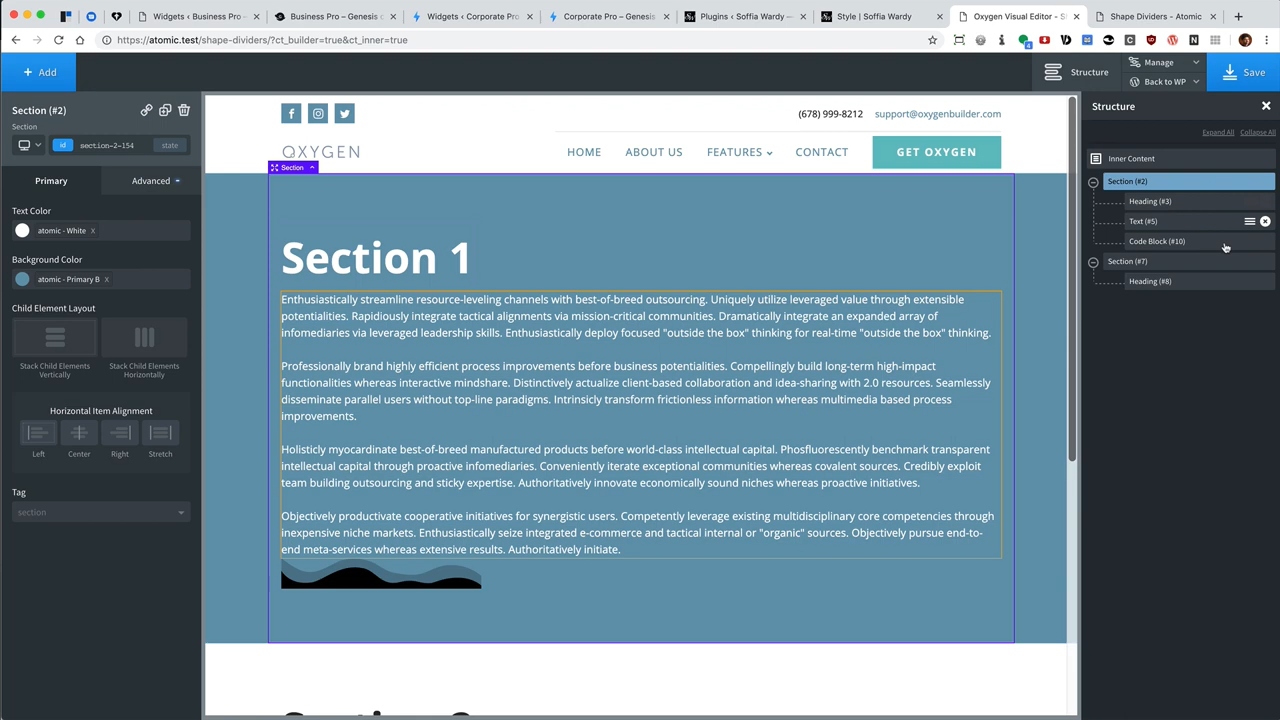 Widgets ‹ Business Pro –
Business Pro – Genesis c
Widgets ‹ Corporate Pro –
Corporate Pro – Genesis
Plugins ‹ Soffia Wardy —
Style | Soffia Wardy
Oxygen Visual Editor - S
Shape Dividers - Atomic
https://atomic.test/shape-dividers/?ct_builder=true&ct_inner=true
+ Add
Structure
Manage
Back to WP
Save
Section (#2)
Section
id
section-2-154
state
Primary
Advanced
Text Color
atomic - White x
Background Color
atomic - Primary B x
Child Element Layout
Stack Child Elements
Vertically
Stack Child Elements
Horizontally
Horizontal Item Alignment
Left
Center
Right
Stretch
Tag
section
(678) 999-8212
support@oxygenbuilder.com
OXYGEN
HOME
ABOUT US
FEATURES
CONTACT
GET OXYGEN
Section
Section 1
Enthusiastically streamline resource-leveling channels with best-of-breed outsourcing. Uniquely utilize leveraged value through extensible
potentialities. Rapidiously integrate tactical alignments via mission-critical communities. Dramatically integrate an expanded array of
infomediaries via leveraged leadership skills. Enthusiastically deploy focused "outside the box" thinking for real-time "outside the box" thinking.
Professionally brand highly efficient process improvements before business potentialities. Compellingly build long-term high-impact
functionalities whereas interactive mindshare. Distinctively actualize client-based collaboration and idea-sharing with 2.0 resources. Seamlessly
disseminate parallel users without top-line paradigms. Intrinsicly transform frictionless information whereas multimedia based process
improvements.
Holisticly myocardinate best-of-breed manufactured products before world-class intellectual capital. Phosfluorescently benchmark transparent
intellectual capital through proactive infomediaries. Conveniently iterate exceptional communities whereas covalent sources. Credibly exploit
team building outsourcing and sticky expertise. Authoritatively innovate economically sound niches whereas proactive initiatives.
Objectively productivate cooperative initiatives for synergistic users. Competently leverage existing multidisciplinary core competencies through
inexpensive niche markets. Enthusiastically seize integrated e-commerce and tactical internal or "organic" sources. Objectively pursue end-to-
end meta-services whereas extensive results. Authoritatively initiate.
Structure
Expand All
Collapse All
Inner Content
Section (#2)
Heading (#3)
Text (#5)
Code Block (#10)
Section (#7)
Heading (#8)